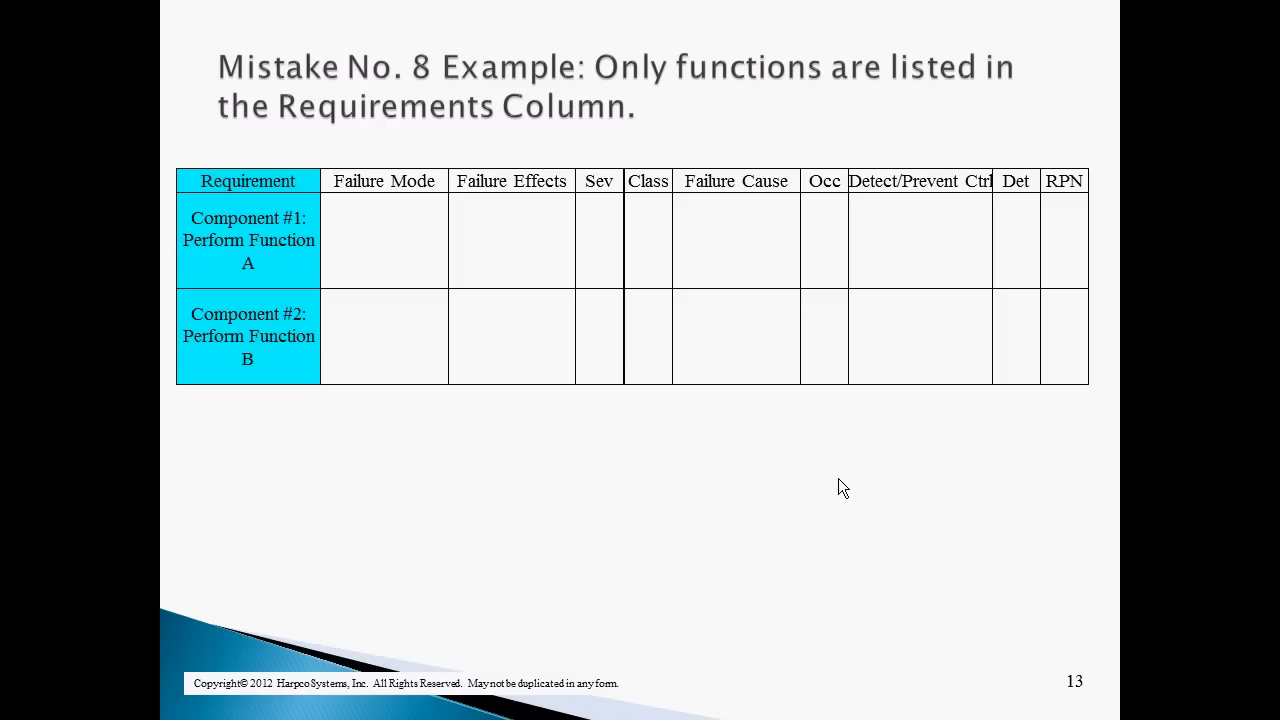 Mistake No. 8 Example: Only functions are listed in
the Requirements Column.
Requirement Failure Mode Failure Effects Sev Class Failure Cause Occ Detect/Prevent Ctrl Det RPN
Component #1:
Perform Function
A
Component #2:
Perform Function
B
Copyright© 2012 Harpco Systems, Inc. All Rights Reserved. May not be duplicated in any form.
13